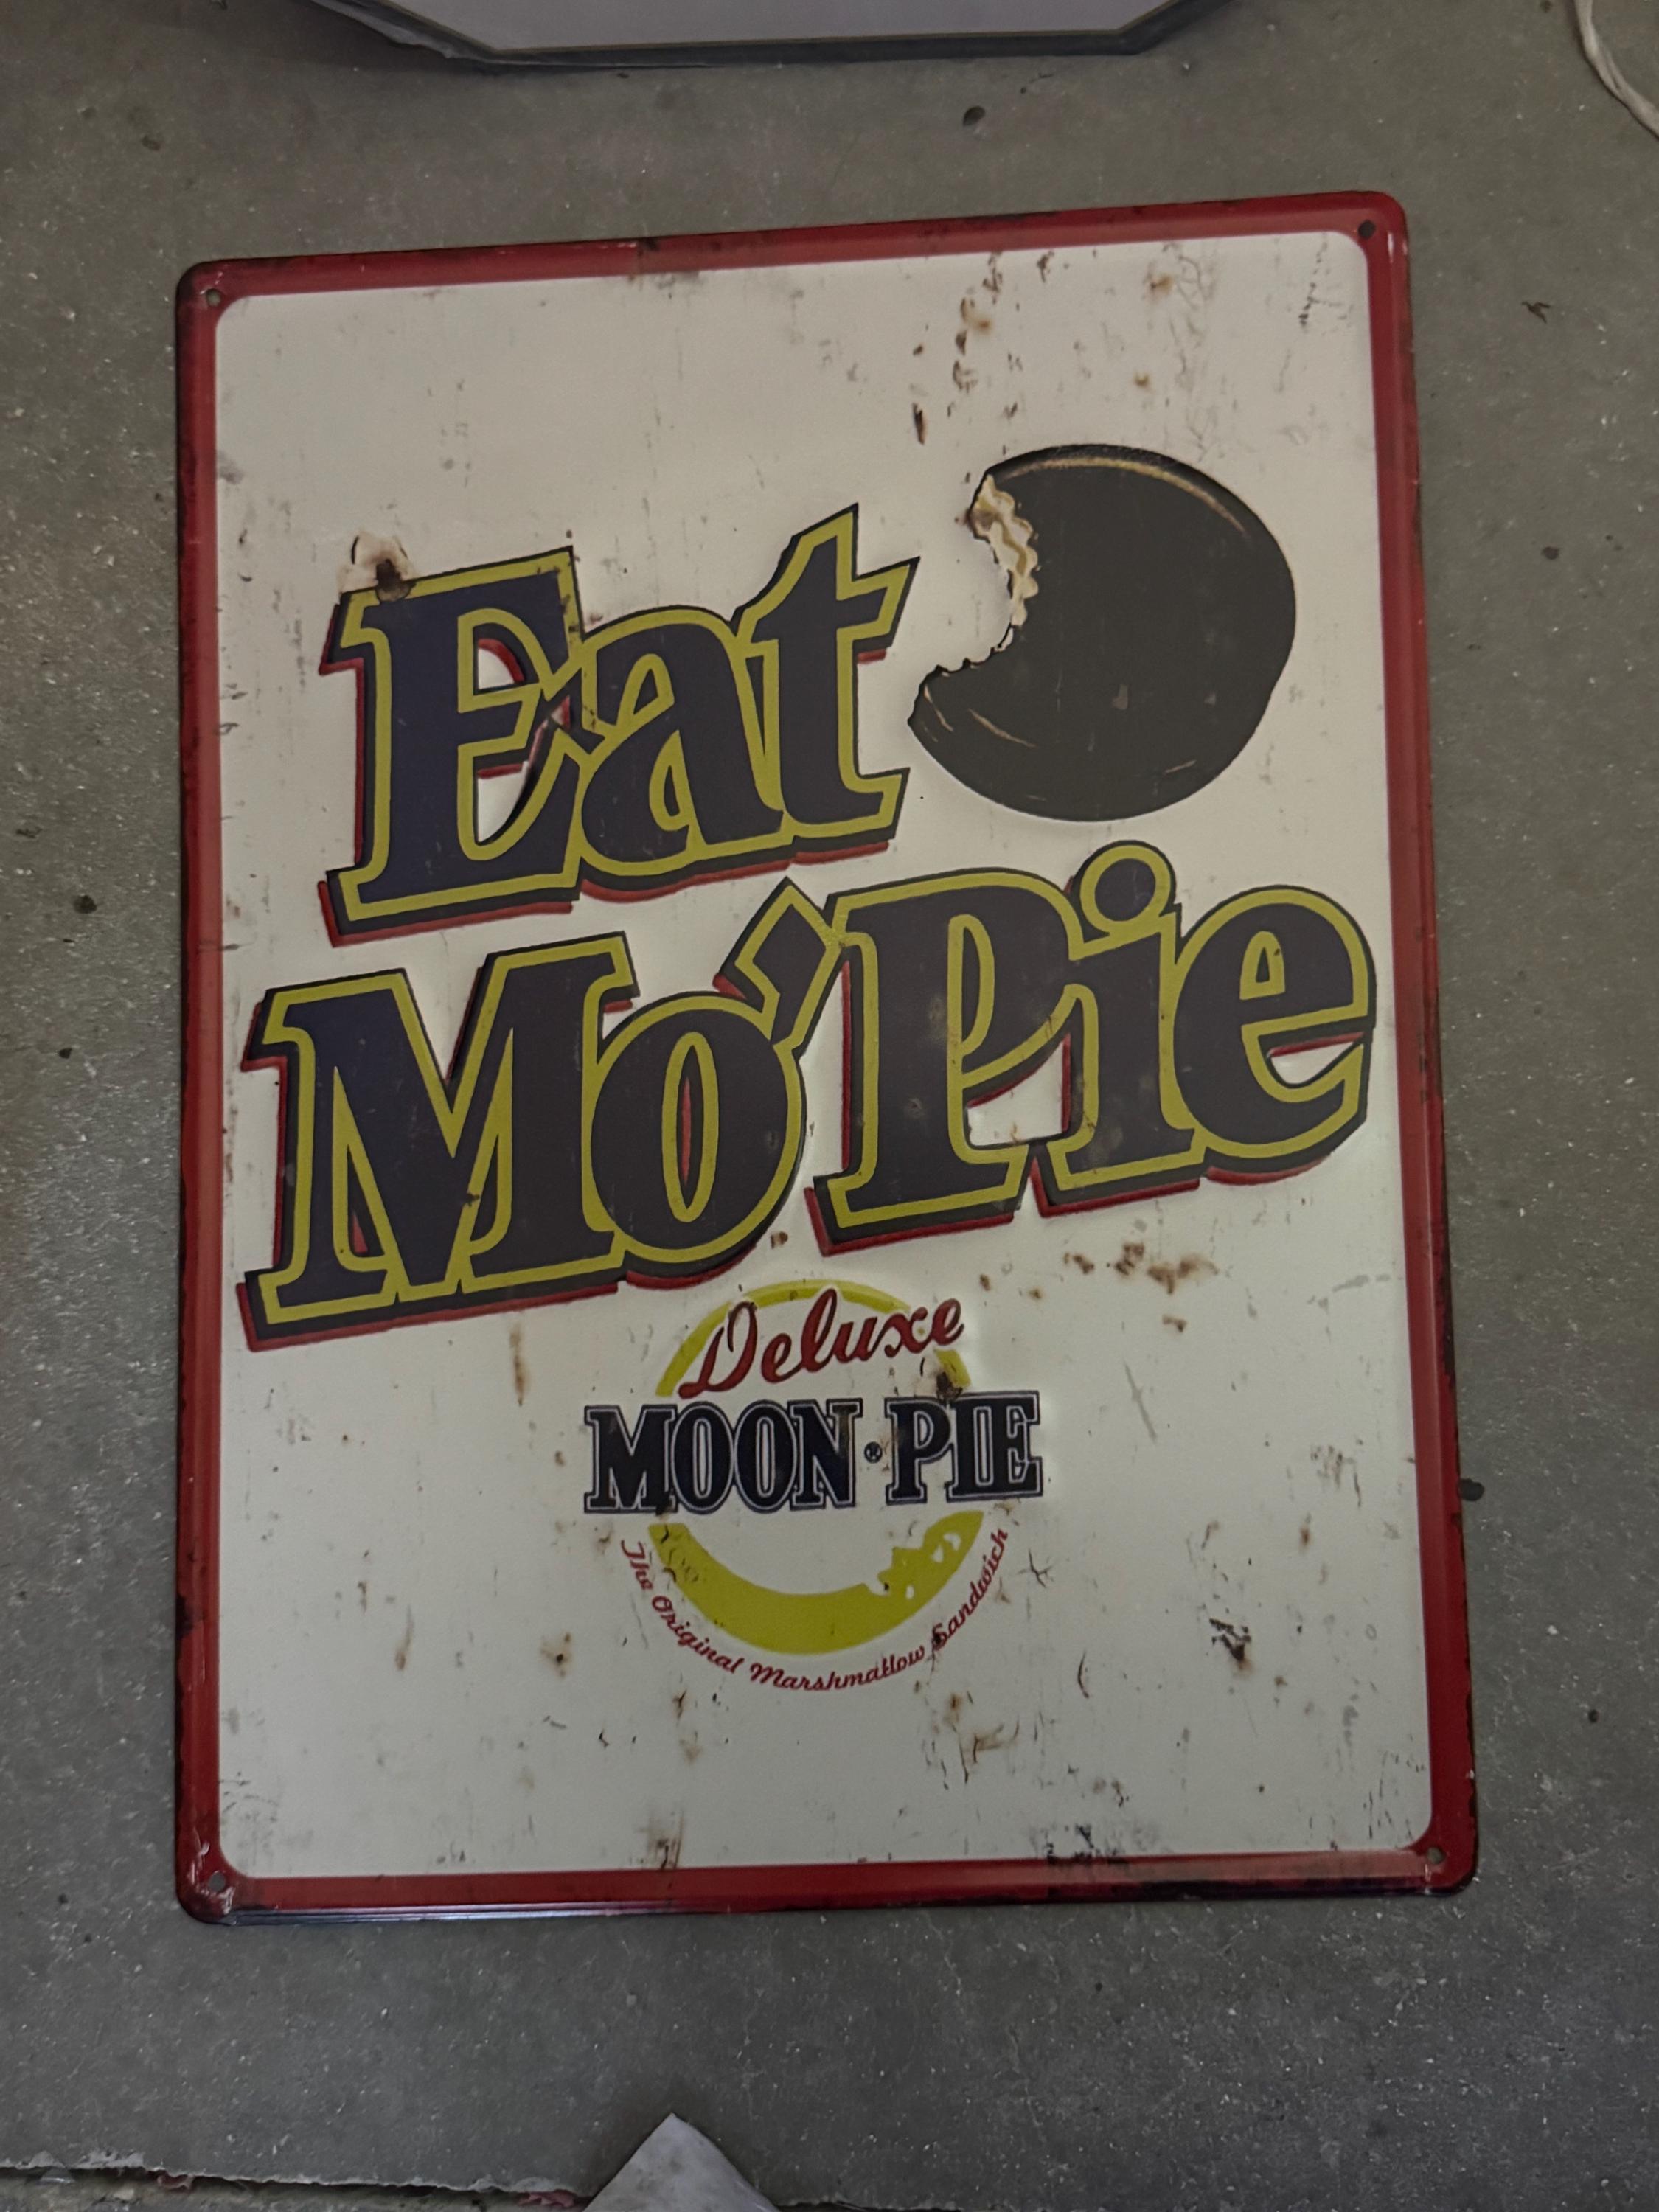 Eat
Mo'Pie
Deluxe
MOON®PIE
The Original Marshmallow Sandwich